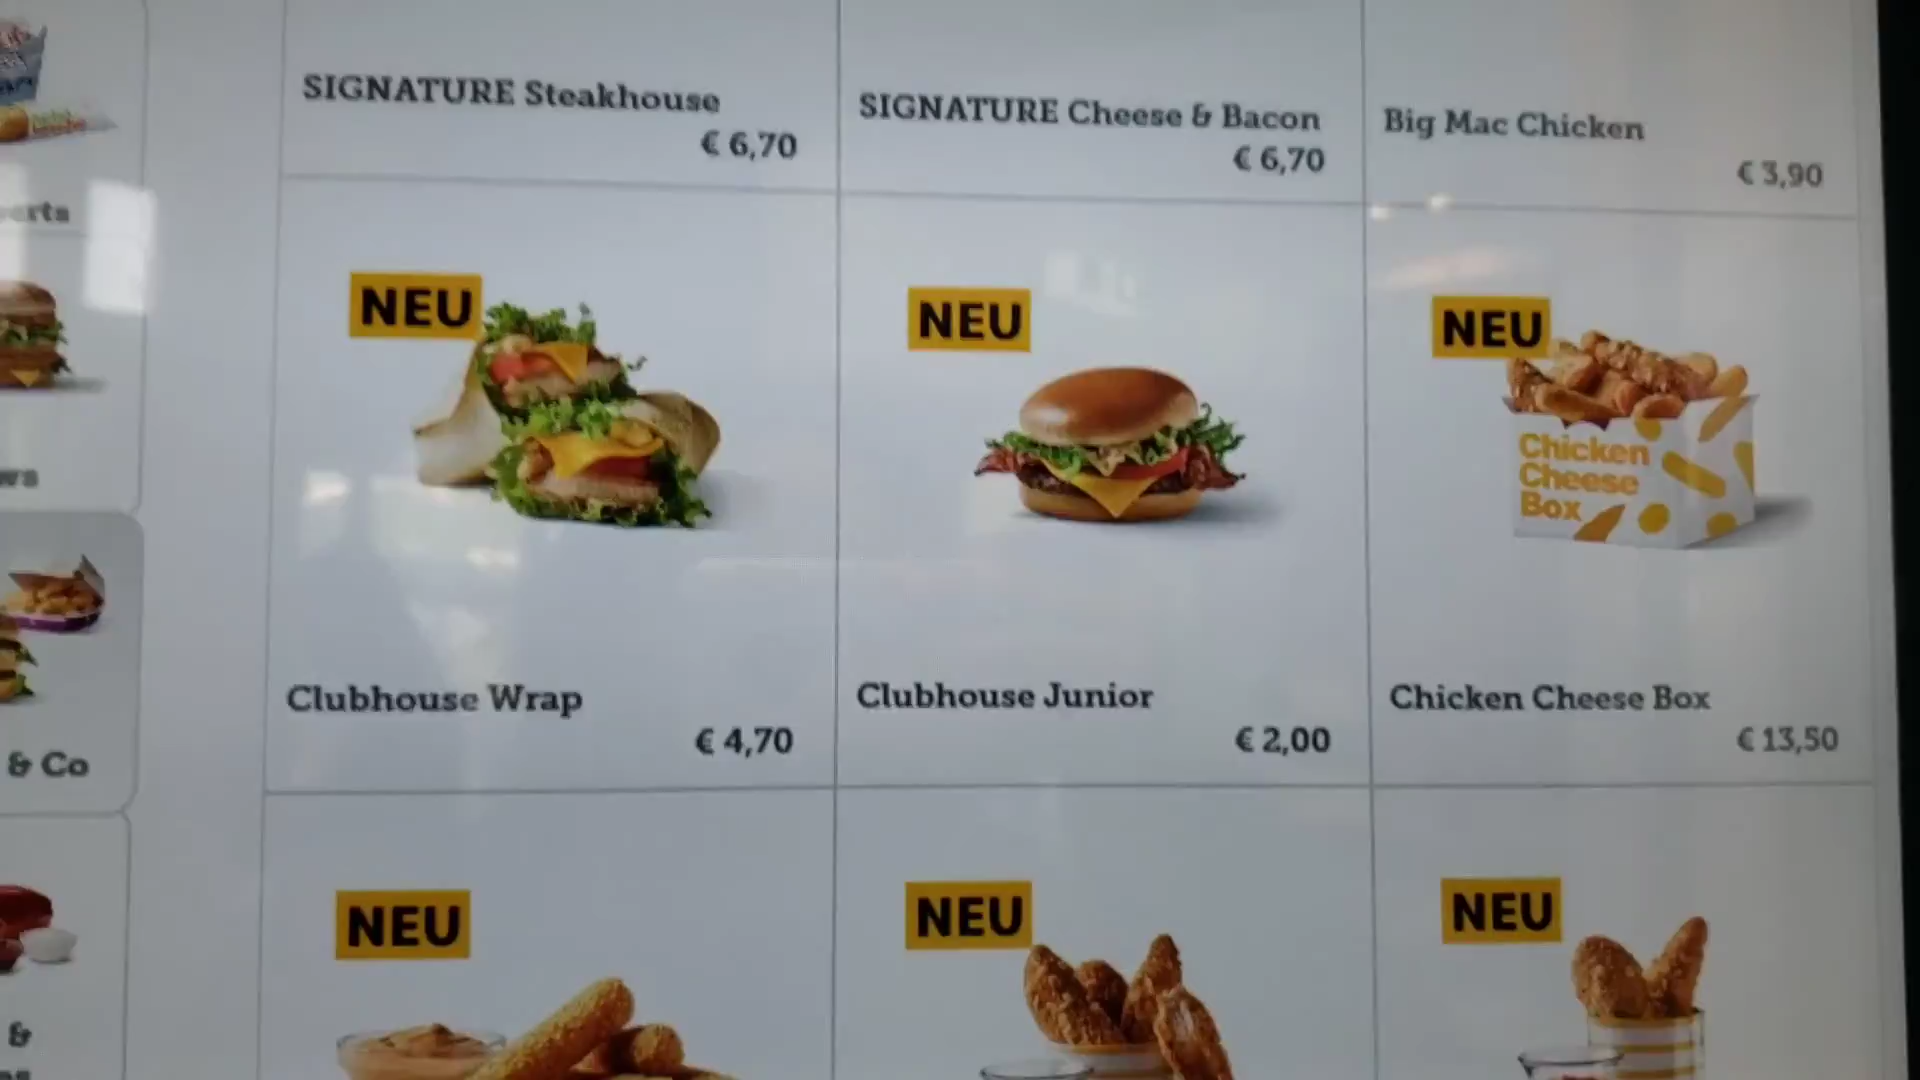 SIGNATURE Steakhouse
€ 6,70
SIGNATURE Cheese & Bacon
€ 6,70
Big Mac Chicken
€ 3,90
NEU
Clubhouse Wrap
€ 4,70
NEU
Clubhouse Junior
€ 2,00
NEU
Chicken
Cheese
Box
Chicken Cheese Box
€ 13,50
& Co
&
NEU
NEU
NEU